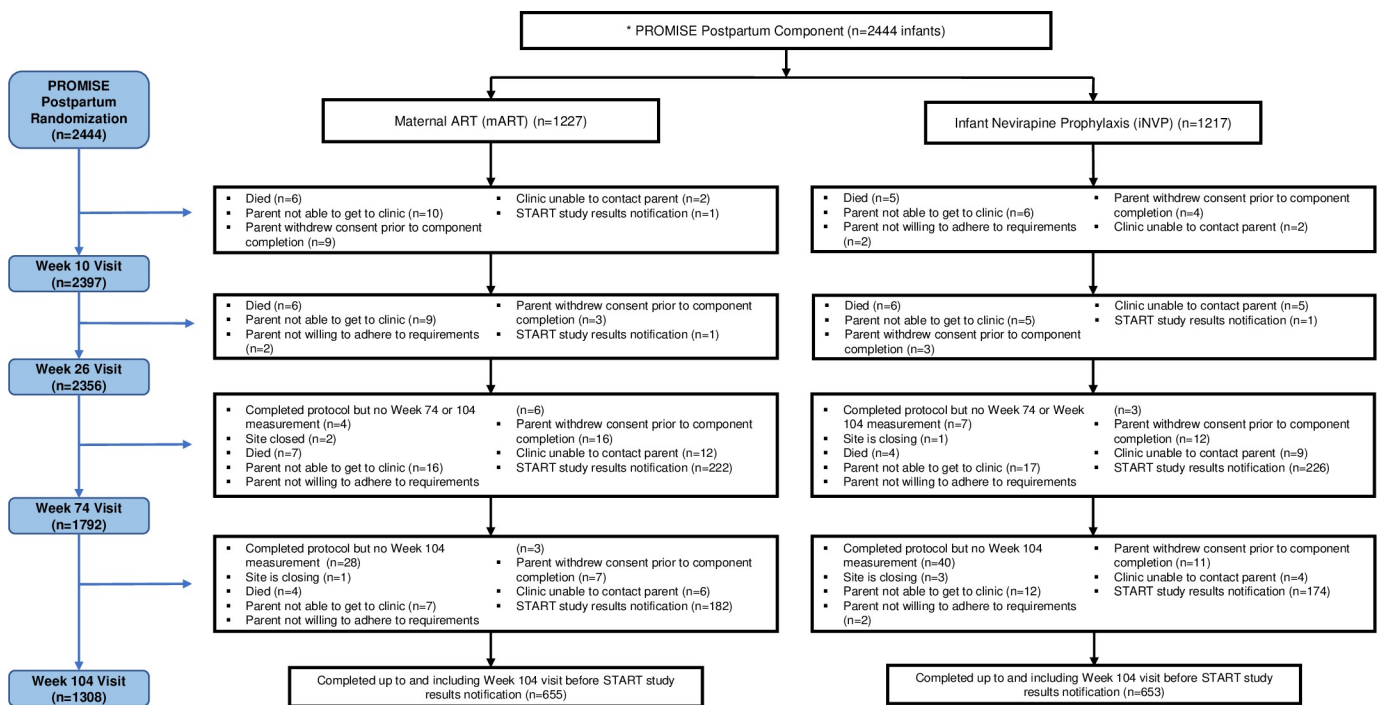 * PROMISE Postpartum Component (n=2444 infants)
PROMISE
Postpartum
Randomization
(n=2444)
Maternal ART (mART) (n=1227)
Infant Nevirapine Prophylaxis (iNVP) (n=1217)
▪ Died (n=6)
▪ Parent not able to get to clinic (n=10)
▪ Parent withdrew consent prior to component
completion (n=9)
▪ Clinic unable to contact parent (n=2)
▪ START study results notification (n=1)
▪ Died (n=5)
▪ Parent not able to get to clinic (n=6)
▪ Parent not willing to adhere to requirements
(n=2)
▪ Parent withdrew consent prior to component
completion (n=4)
▪ Clinic unable to contact parent (n=2)
Week 10 Visit
(n=2397)
▪ Died (n=6)
▪ Parent not able to get to clinic (n=9)
▪ Parent not willing to adhere to requirements
(n=2)
▪ Parent withdrew consent prior to component
completion (n=3)
▪ START study results notification (n=1)
▪ Died (n=6)
▪ Parent not able to get to clinic (n=5)
▪ Parent withdrew consent prior to component
completion (n=3)
▪ Clinic unable to contact parent (n=5)
▪ START study results notification (n=1)
Week 26 Visit
(n=2356)
▪ Completed protocol but no Week 74 or 104
measurement (n=4)
▪ Site closed (n=2)
▪ Died (n=7)
▪ Parent not able to get to clinic (n=16)
▪ Parent not willing to adhere to requirements
(n=6)
▪ Parent withdrew consent prior to component
completion (n=16)
▪ Clinic unable to contact parent (n=12)
▪ START study results notification (n=222)
▪ Completed protocol but no Week 74 or Week
104 measurement (n=7)
▪ Site is closing (n=1)
▪ Died (n=4)
▪ Parent not able to get to clinic (n=17)
▪ Parent not willing to adhere to requirements
(n=3)
▪ Parent withdrew consent prior to component
completion (n=12)
▪ Clinic unable to contact parent (n=9)
▪ START study results notification (n=226)
Week 74 Visit
(n=1792)
▪ Completed protocol but no Week 104
measurement (n=28)
▪ Site is closing (n=1)
▪ Died (n=4)
▪ Parent not able to get to clinic (n=7)
▪ Parent not willing to adhere to requirements
(n=3)
▪ Parent withdrew consent prior to component
completion (n=7)
▪ Clinic unable to contact parent (n=6)
▪ START study results notification (n=182)
▪ Completed protocol but no Week 104
measurement (n=40)
▪ Site is closing (n=3)
▪ Parent not able to get to clinic (n=12)
▪ Parent not willing to adhere to requirements
(n=2)
▪ Parent withdrew consent prior to component
completion (n=11)
▪ Clinic unable to contact parent (n=4)
▪ START study results notification (n=174)
Week 104 Visit
(n=1308)
Completed up to and including Week 104 visit before START study
results notification (n=655)
Completed up to and including Week 104 visit before START study
results notification (n=653)